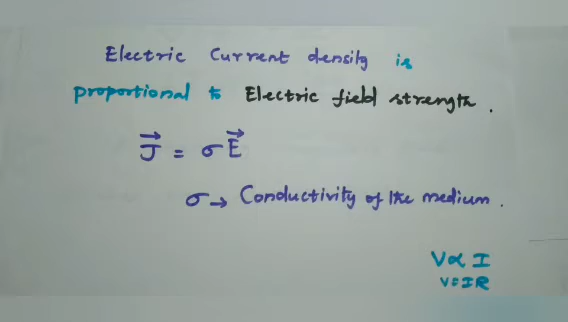 Electric Current density is
proportional to Electric field strength.
J⃗ = σE⃗
σ → Conductivity of the medium.
V∝ I
V=IR